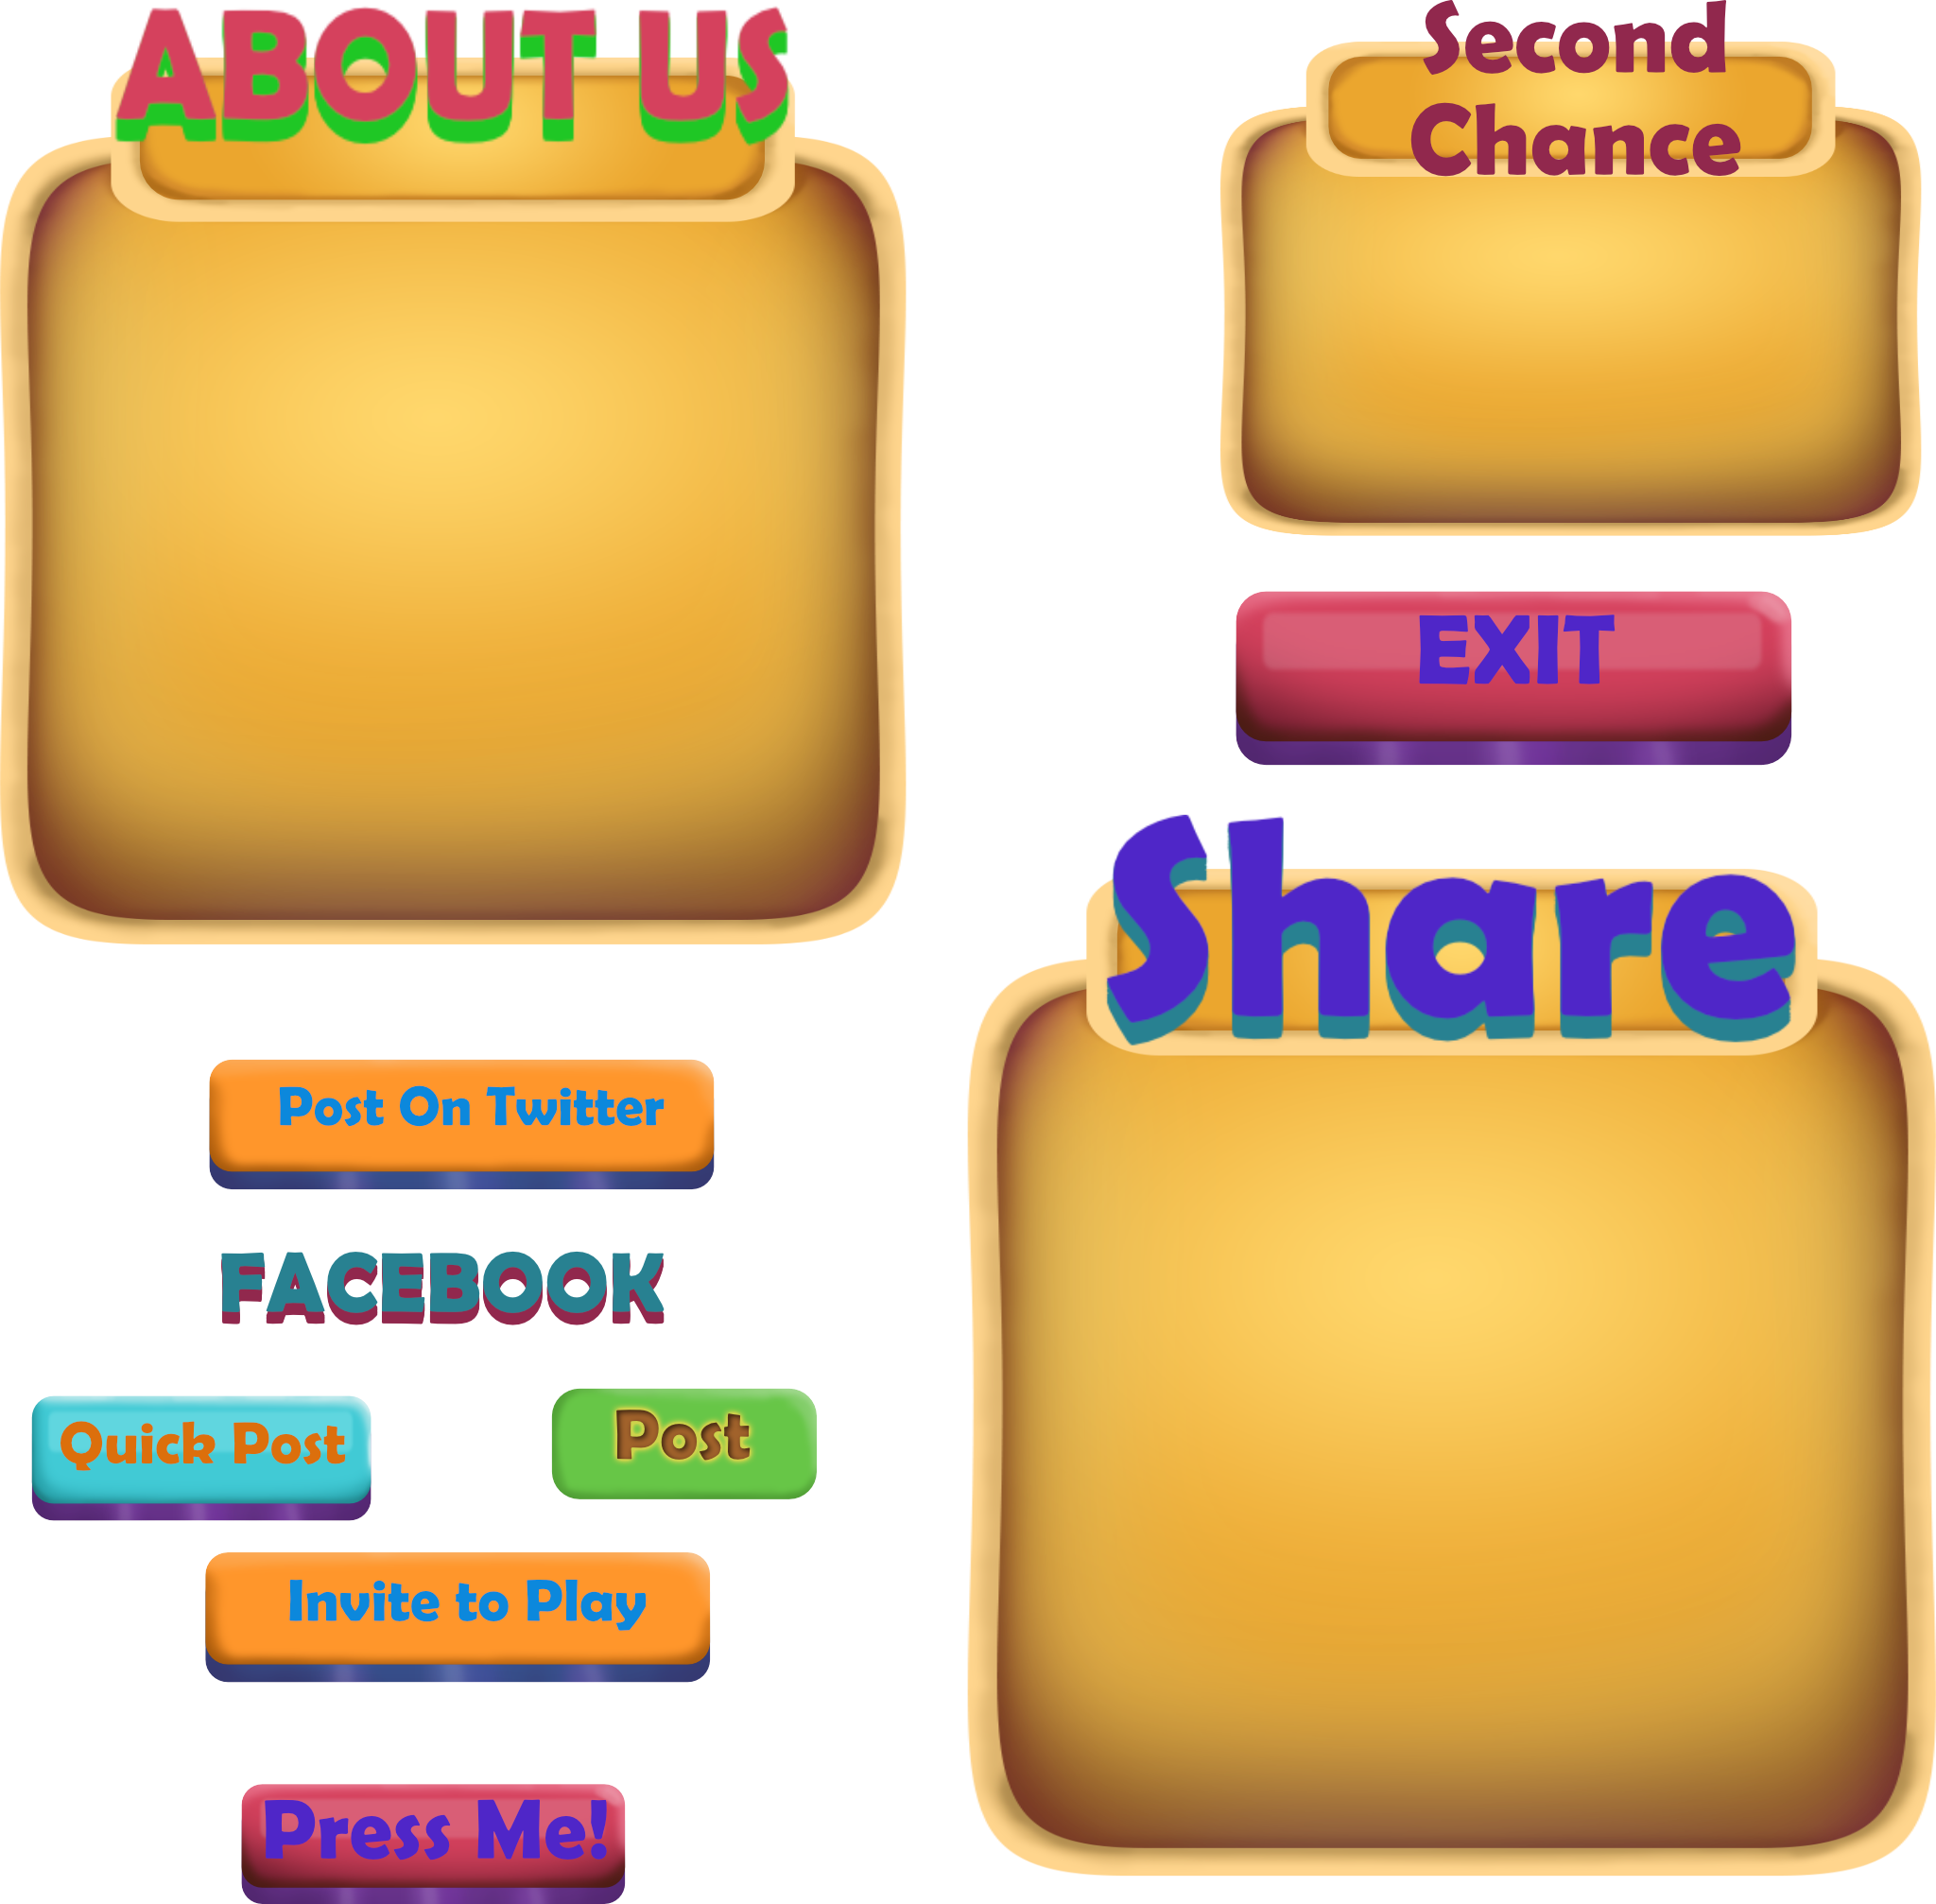 ABOUT US
Second
Chance
EXIT
Share
Post On Twitter
FACEBOOK
Quick Post
Post
Invite to Play
Press Me!